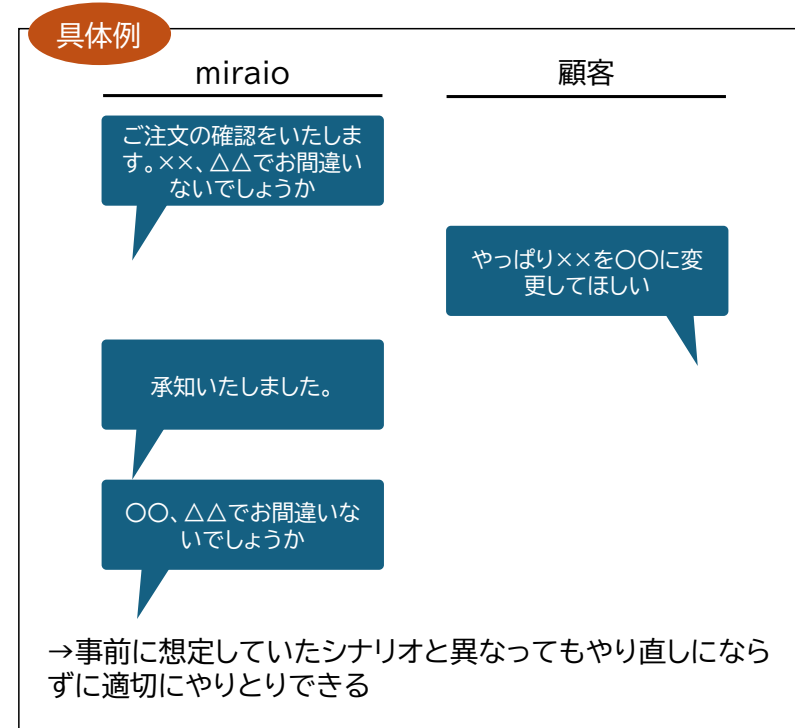 具体例
miraio
顧客
ご注文の確認をいたしま
す。××、△△でお間違い
ないでしょうか
やっぱり××を〇〇に変
更してほしい
承知いたしました。
〇〇、△△でお間違いな
いでしょうか
→事前に想定していたシナリオと異なってもやり直しになら
ずに適切にやりとりできる